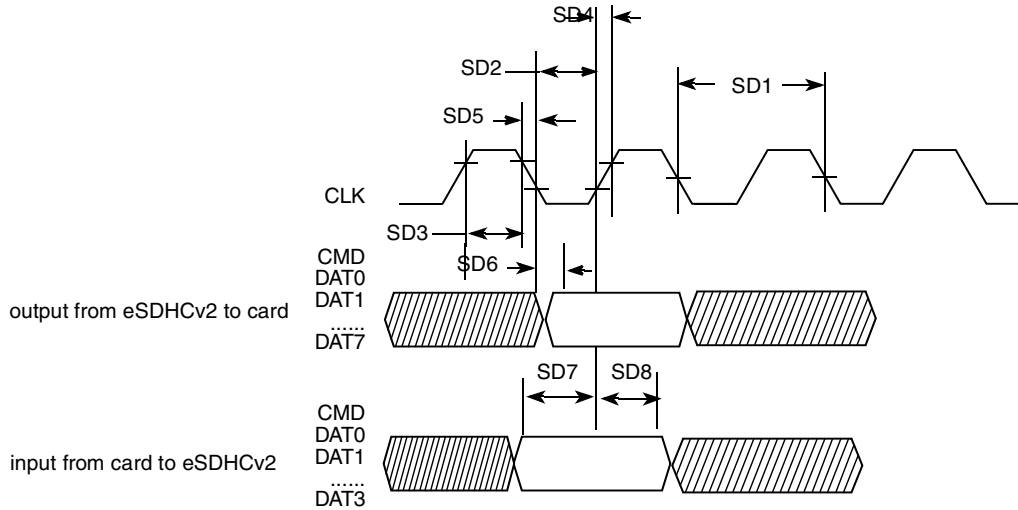 SD4
SD2
SD1
SD5
CLK
SD3
CMD
SD6
DAT0
output from eSDHCv2 to card
DAT1
......
DAT7
SD7
SD8
CMD
DAT0
input from card to eSDHCv2
DAT1
......
DAT3